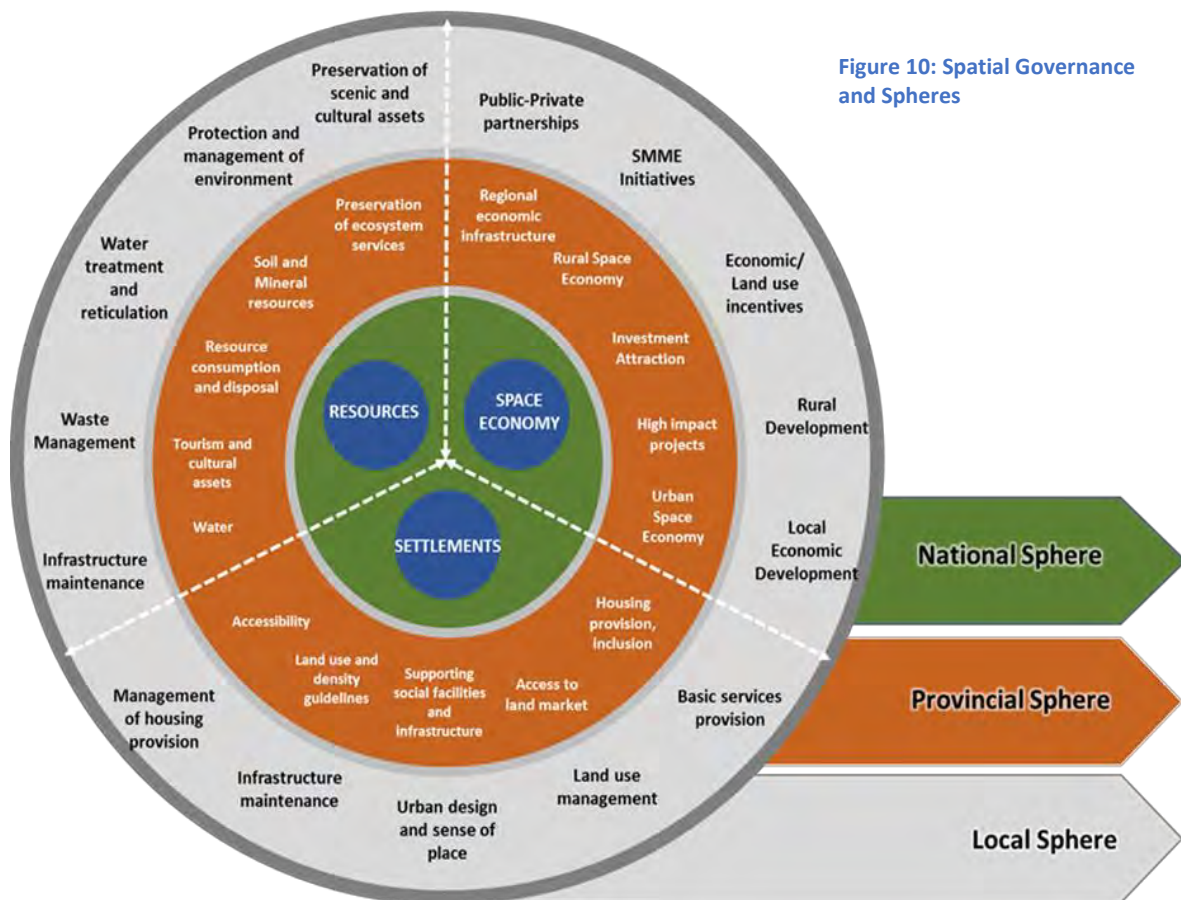 Figure 10: Spatial Governance
and Spheres
Preservation of
scenic and
cultural assets
Protection and
management of
environment
Water
treatment
and
reticulation
Waste
Management
Infrastructure
maintenance
Public-Private
partnerships
SMME
Initiatives
Economic/
Land use
incentives
Rural
Development
Local
Economic
Development
Preservation
of ecosystem
services
Soil and
Mineral
resources
Resource
consumption
and disposal
Tourism and
cultural
assets
Water
Regional
economic
infrastructure
Rural Space
Economy
Investment
Attraction
High impact
projects
Urban
Space
Economy
RESOURCES
SPACE
ECONOMY
SETTLEMENTS
Accessibility
Land use and
density
guidelines
Supporting
social facilities
and
infrastructure
Access to
land market
Housing
provision,
inclusion
Management
of housing
provision
Infrastructure
maintenance
Urban design
and sense of
place
Land use
management
Basic services
provision
National Sphere
Provincial Sphere
Local Sphere